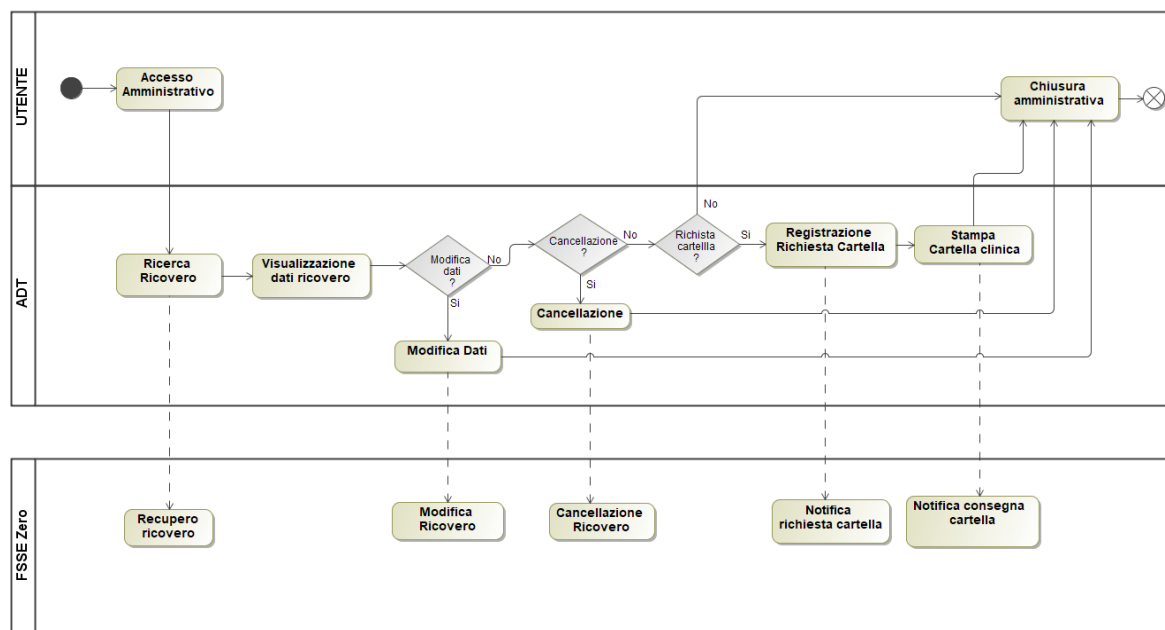 UTENTE
Accesso
Amministrativo
Chiusura
amministrativa
No
ADT
Ricerca
Ricovero
Visualizzazione
dati ricovero
Modifica
dati
?
No
Si
Cancellazione
?
No
Si
Richista
cartellla
?
Si
Registrazione
Richiesta Cartella
Stampa
Cartella clinica
Cancellazione
Modifica Dati
FSSE Zero
Recupero
ricovero
Modifica
Ricovero
Cancellazione
Ricovero
Notifica
richiesta cartella
Notifica consegna
cartella